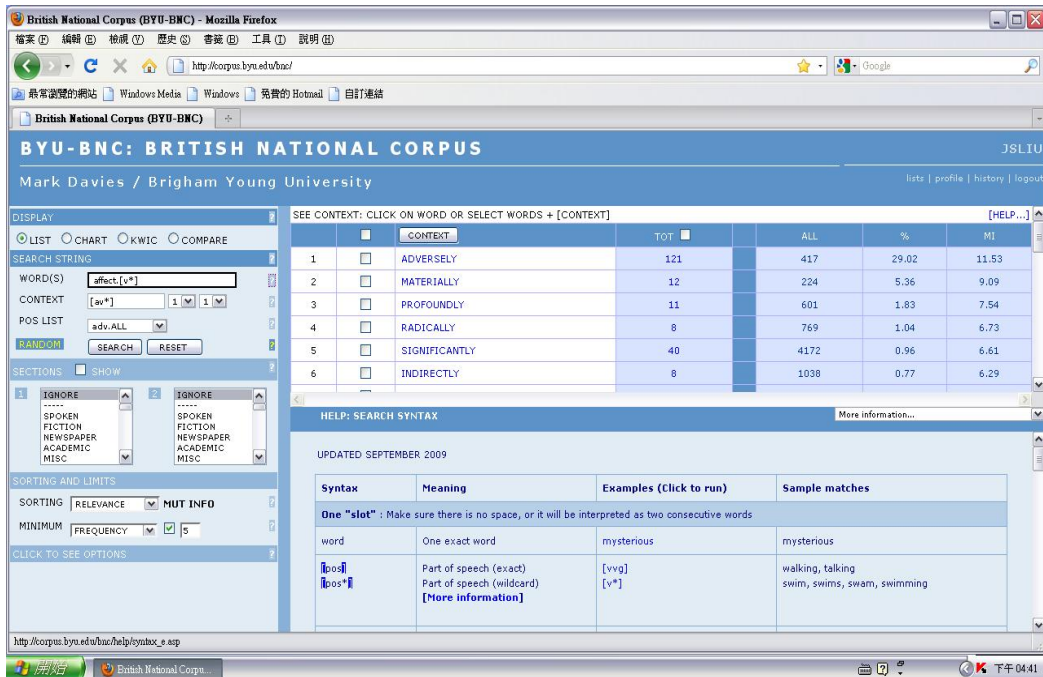 British National Corpus (BYU-BNC) - Mozilla Firefox
檔案(F) 編輯(E) 檢視(V) 歷史(S) 書籤(B) 工具(T) 說明(H)
http://corpus.byu.edu/bnc/ Google
最常瀏覽的網站 Windows Media Windows 免費的 Hotmail 自訂連結
British National Corpus (BYU-BNC)
BYU-BNC: BRITISH NATIONAL CORPUS JSLIU
Mark Davies / Brigham Young University lists | profile | history | logout
DISPLAY ?
LIST CHART KWIC COMPARE
SEARCH STRING ?
WORD(S) affect.[v*]
CONTEXT [av*] 1 1 ?
POS LIST adv.ALL ?
RANDOM SEARCH RESET ?
SECTIONS SHOW ?
1 IGNORE 2 IGNORE
----- -----
SPOKEN SPOKEN
FICTION FICTION
NEWSPAPER NEWSPAPER
ACADEMIC ACADEMIC
MISC MISC
SORTING AND LIMITS
SORTING RELEVANCE MUT INFO ?
MINIMUM FREQUENCY 5 ?
CLICK TO SEE OPTIONS ?
SEE CONTEXT: CLICK ON WORD OR SELECT WORDS + [CONTEXT] [HELP...]
CONTEXT TOT ALL % MI
1 ADVERSELY 121 417 29.02 11.53
2 MATERIALLY 12 224 5.36 9.09
3 PROFOUNDLY 11 601 1.83 7.54
4 RADICALLY 8 769 1.04 6.73
5 SIGNIFICANTLY 40 4172 0.96 6.61
6 INDIRECTLY 8 1038 0.77 6.29
HELP: SEARCH SYNTAX More information...
UPDATED SEPTEMBER 2009
Syntax Meaning Examples (Click to run) Sample matches
One "slot" : Make sure there is no space, or it will be interpreted as two consecutive words
word One exact word mysterious mysterious
[pos] Part of speech (exact) [vvg] walking, talking
[pos*] Part of speech (wildcard) [v*] swim, swims, swam, swimming
[More information]
http://corpus.byu.edu/bnc/help/syntax_e.asp
開始 British National Corpu... 下午 04:41